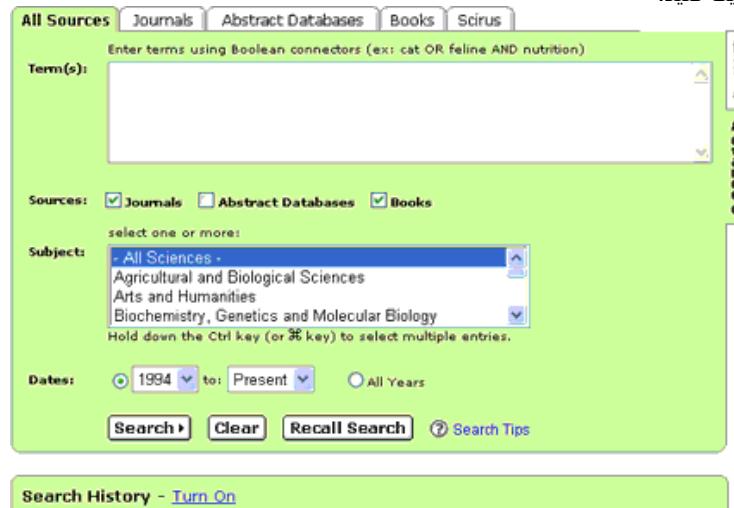 All Sources Journals Abstract Databases Books Scirus
Enter terms using Boolean connectors (ex: cat OR feline AND nutrition)
Term(s):
Sources: Journals Abstract Databases Books
select one or more:
Subject: - All Sciences -
Agricultural and Biological Sciences
Arts and Humanities
Biochemistry, Genetics and Molecular Biology
Hold down the Ctrl key (or ⌘ key) to select multiple entries.
Dates: 1994 to: Present All Years
Search Clear Recall Search ? Search Tips
Search History - Turn On